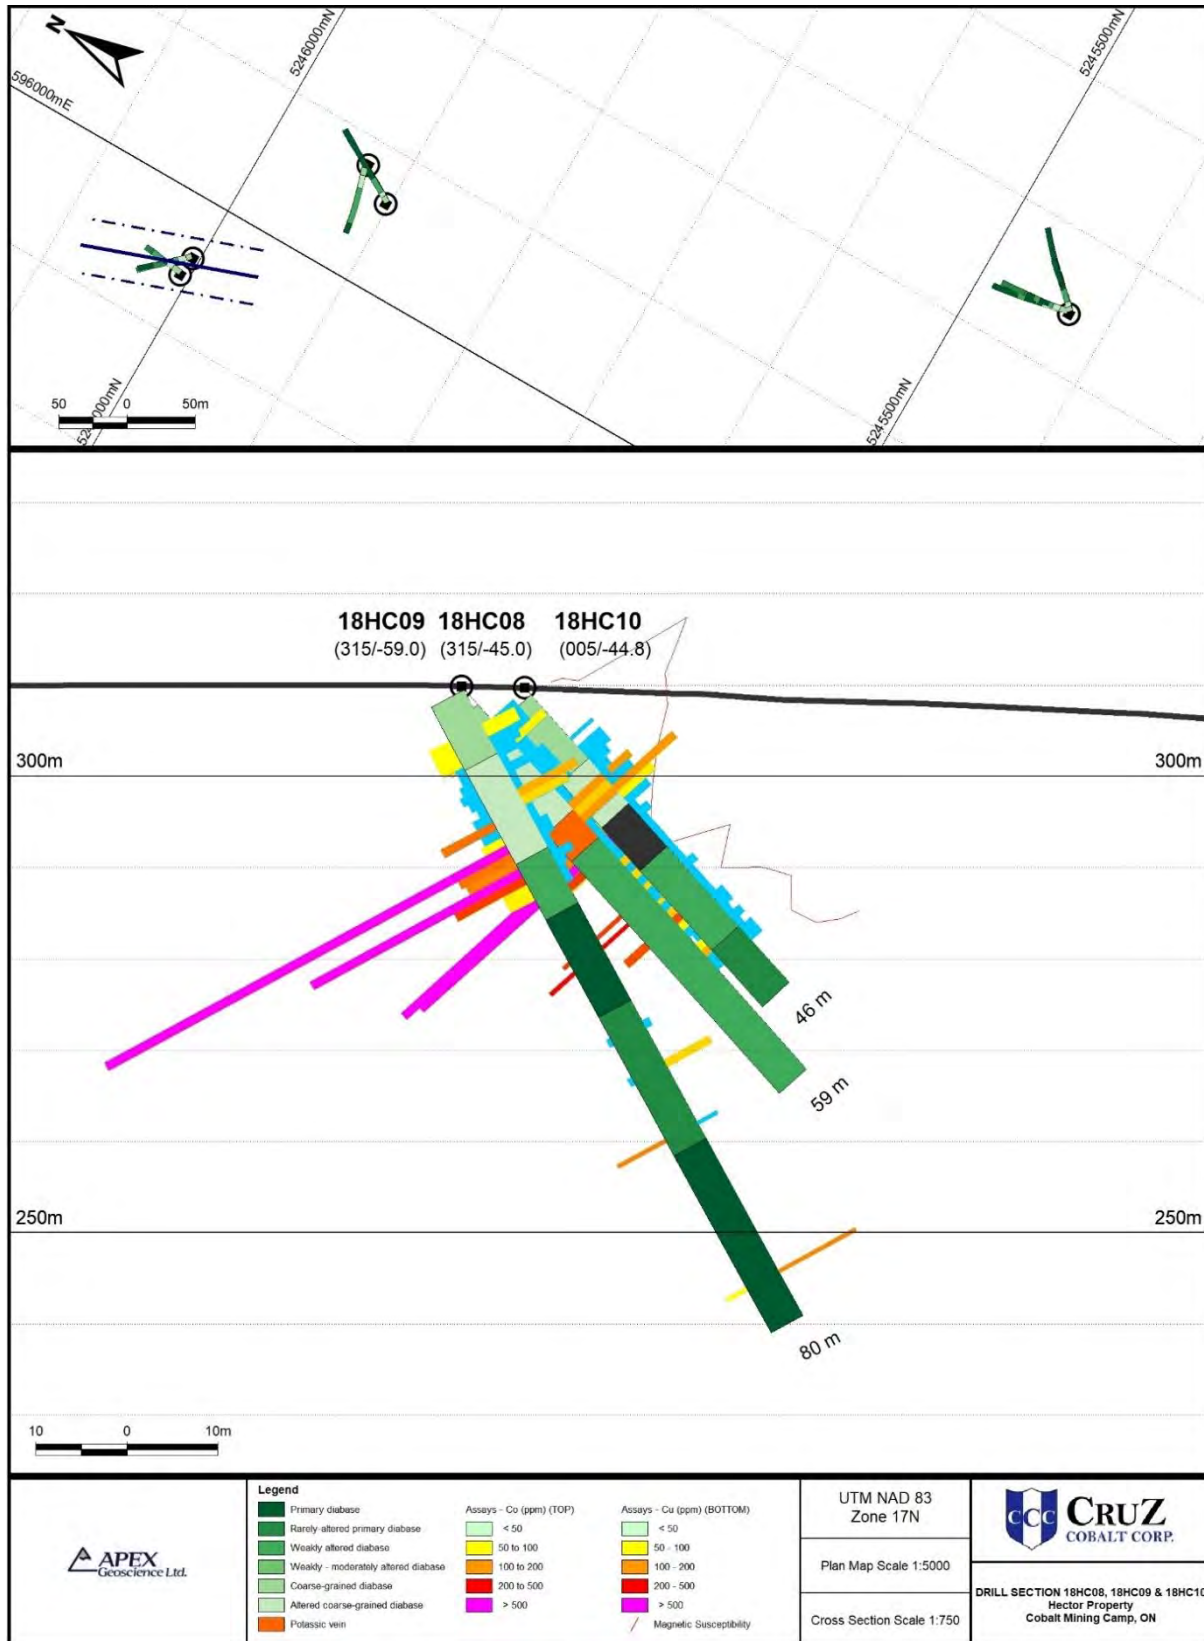 N
596000mE
5246000mN
5245500mN
5245500mN
50 0 50m
18HC09 18HC08 18HC10
(315/-59.0) (315/-45.0) (005/-44.8)
300m 300m
46 m
59 m
250m 250m
80 m
10 0 10m
APEX
Geoscience Ltd.
Legend
Primary diabase
Rarely-altered primary diabase
Weakly altered diabase
Weakly - moderately altered diabase
Coarse-grained diabase
Altered coarse-grained diabase
Potassic vein
Assays - Co (ppm) (TOP)
< 50
50 to 100
100 to 200
200 to 500
> 500
Assays - Cu (ppm) (BOTTOM)
< 50
50 - 100
100 - 200
200 - 500
> 500
Magnetic Susceptibility
UTM NAD 83
Zone 17N
Plan Map Scale 1:5000
Cross Section Scale 1:750
CCC
CRUZ
COBALT CORP.
DRILL SECTION 18HC08, 18HC09 & 18HC10
Hector Property
Cobalt Mining Camp, ON